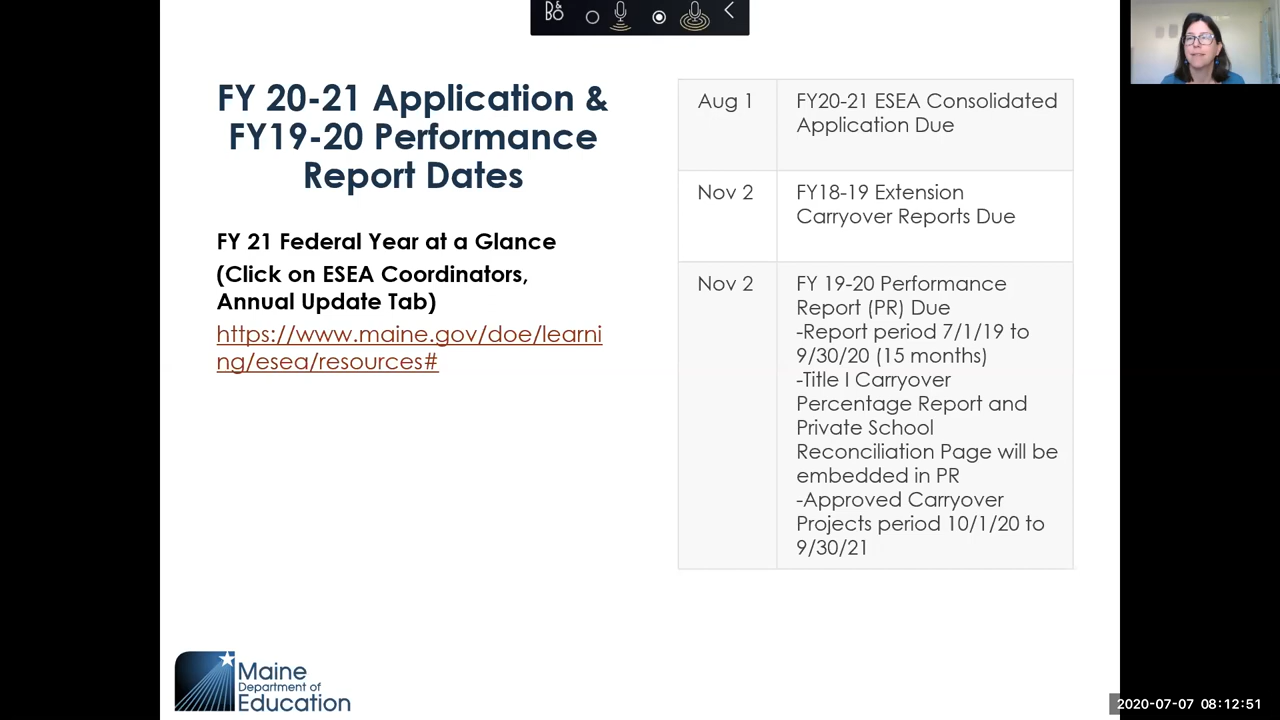 B&O
FY 20-21 Application &
FY19-20 Performance
Report Dates
FY 21 Federal Year at a Glance
(Click on ESEA Coordinators,
Annual Update Tab)
https://www.maine.gov/doe/learni
ng/esea/resources#
Aug 1
FY20-21 ESEA Consolidated
Application Due
Nov 2
FY18-19 Extension
Carryover Reports Due
Nov 2
FY 19-20 Performance
Report (PR) Due
-Report period 7/1/19 to
9/30/20 (15 months)
-Title I Carryover
Percentage Report and
Private School
Reconciliation Page will be
embedded in PR
-Approved Carryover
Projects period 10/1/20 to
9/30/21
Maine
Department of
Education
2020-07-07 08:12:51